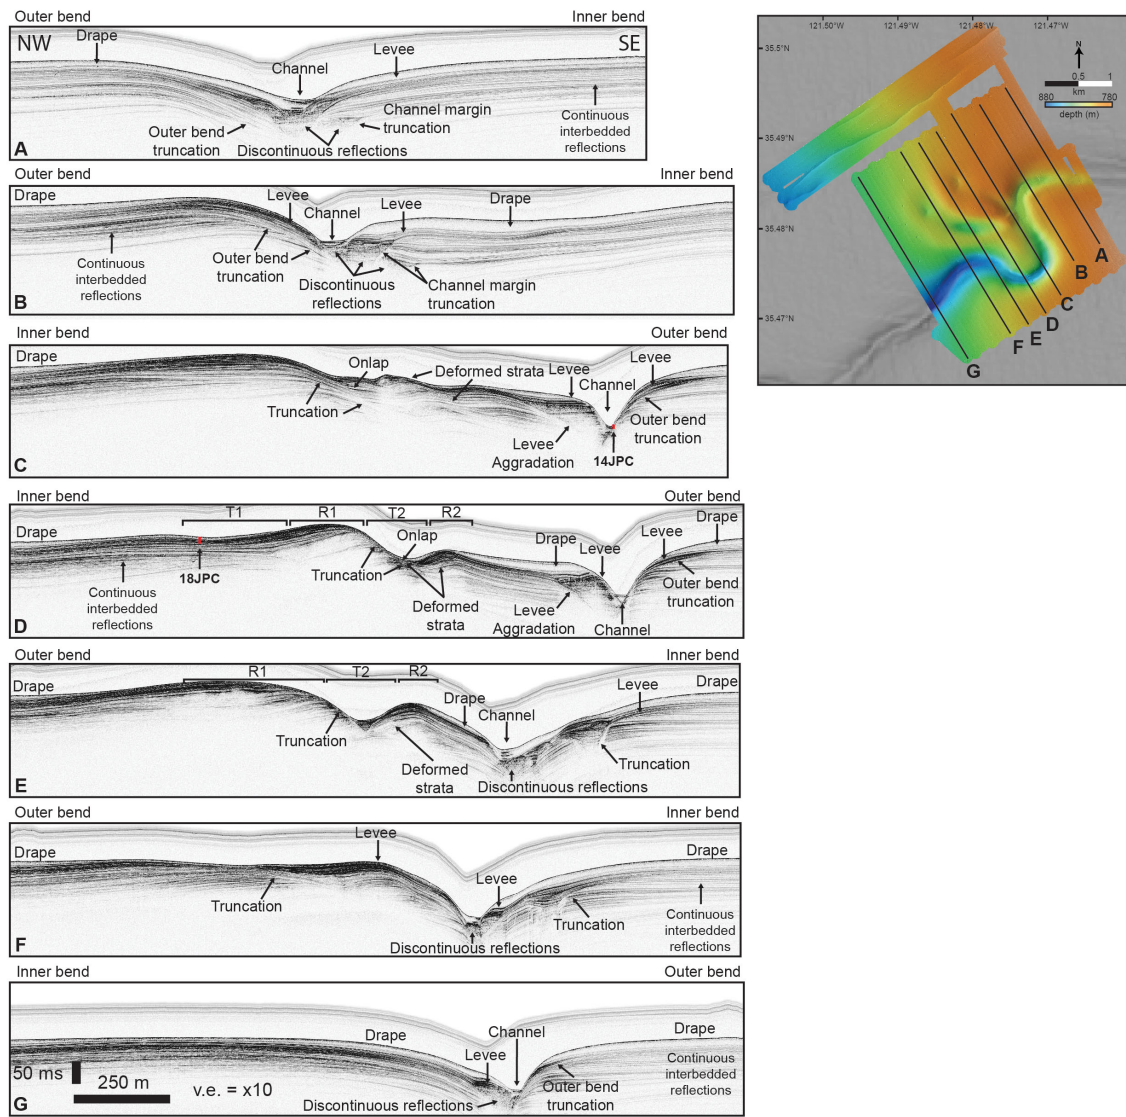 Outer bend
Inner bend
NW
SE
Drape
Levee
Channel
Channel margin
truncation
Outer bend
truncation
Discontinuous reflections
Continuous
interbedded
reflections
A
Outer bend
Inner bend
Drape
Levee
Channel
Levee
Drape
Continuous
interbedded
reflections
Outer bend
truncation
Discontinuous
reflections
Channel margin
truncation
B
Inner bend
Outer bend
Drape
Onlap
Deformed strata
Levee
Levee
Channel
Truncation
Outer bend
truncation
Levee
Aggradation
14JPC
C
Inner bend
Outer bend
T1
R1
T2
R2
Drape
Drape
Onlap
Drape
Levee
Levee
18JPC
Truncation
Continuous
interbedded
reflections
Deformed
strata
Levee
Aggradation
Outer bend
truncation
Channel
D
Outer bend
Inner bend
R1
T2
R2
Drape
Drape
Levee
Drape
Channel
Truncation
Deformed
strata
Truncation
Discontinuous reflections
E
Outer bend
Inner bend
Levee
Drape
Drape
Levee
Truncation
Truncation
Continuous
interbedded
reflections
Discontinuous reflections
F
Inner bend
Outer bend
Drape
Channel
Drape
Levee
Continuous
interbedded
reflections
50 ms
250 m
v.e. = x10
Outer bend
truncation
Discontinuous reflections
G
121.50°W
121.49°W
121.48°W
121.47°W
35.5°N
35.49°N
35.48°N
35.47°N
N
0.5
0
1
km
880
780
depth (m)
A
B
C
D
E
F
G